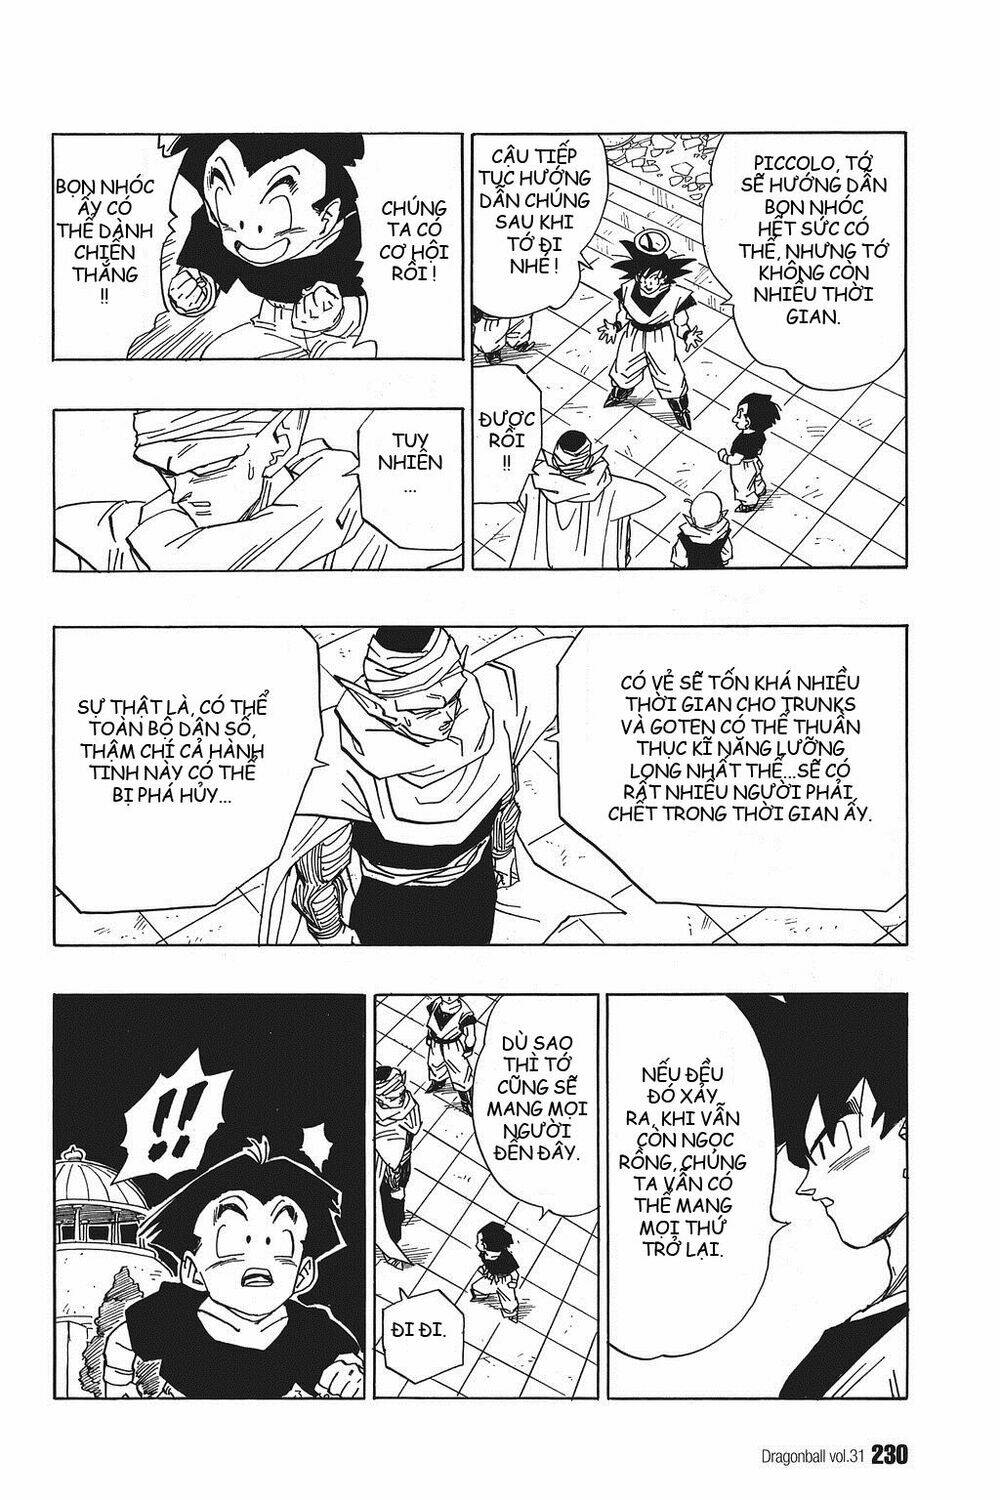 PICCOLO, TỚ
SẼ HƯỚNG DẪN
BỌN NHÓC
HẾT SỨC CÓ
THỂ, NHƯNG TỚ
KHÔNG CÒN
NHIỀU THỜI
GIAN.
CẬU TIẾP
TỤC HƯỚNG
DẪN CHÚNG
SAU KHI
TỚ ĐI
NHÉ!
ĐƯỢC
RỒI
!!
CHÚNG
TA CÓ
CƠ HỘI
RỒI!
BỌN NHÓC
ẤY CÓ
THỂ DÀNH
CHIẾN
THẮNG
!!
TUY
NHIÊN
...
CÓ VẺ SẼ TỐN KHÁ NHIỀU
THỜI GIAN CHO TRUNKS
VÀ GOTEN CÓ THỂ THUẦN
THỤC KĨ NĂNG LƯỠNG
LONG NHẤT THỂ...SẼ CÓ
RẤT NHIỀU NGƯỜI PHẢI
CHẾT TRONG THỜI GIAN ẤY.
SỰ THẬT LÀ, CÓ THỂ
TOÀN BỘ DÂN SỐ,
THẬM CHÍ CẢ HÀNH
TINH NÀY CÓ THỂ
BỊ PHÁ HỦY...
NẾU ĐỀU
ĐÓ XẢY
RA, KHI VẪN
CÒN NGỌC
RỒNG, CHÚNG
TA VẪN CÓ
THỂ MANG
MỌI THỨ
TRỞ LẠI.
DÙ SAO
THÌ TỚ
CŨNG SẼ
MANG MỌI
NGƯỜI
ĐẾN ĐÂY.
ĐI ĐI.
!!
Dragonball vol.31 230